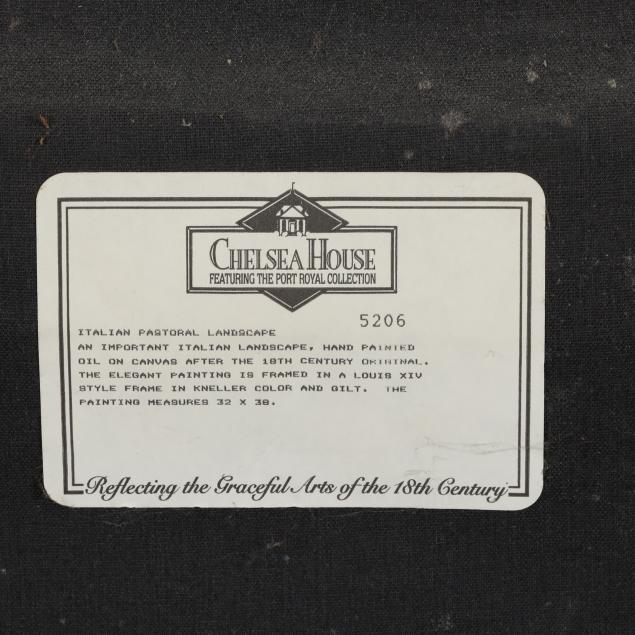 CHELSEA HOUSE
FEATURING THE PORT ROYAL COLLECTION
5206
ITALIAN PASTORAL LANDSCAPE
AN IMPORTANT ITALIAN LANDSCAPE, HAND PAINTED
OIL ON CANVAS AFTER THE 18TH CENTURY ORIGINAL.
THE ELEGANT PAINTING IS FRAMED IN A LOUIS XIV
STYLE FRAME IN KNELLER COLOR AND GILT. THE
PAINTING MEASURES 32 X 38.
Reflecting the Graceful Arts of the 18th Century